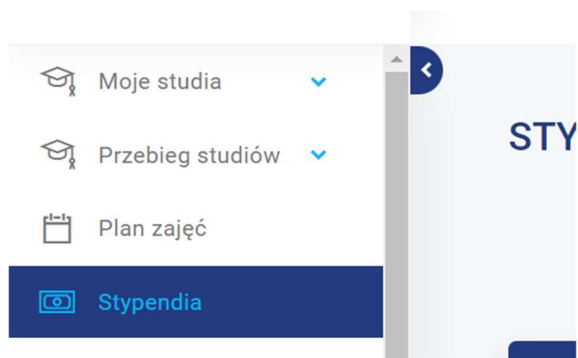 Moje studia
STY
Przebieg studiów
Plan zajęć
Stypendia